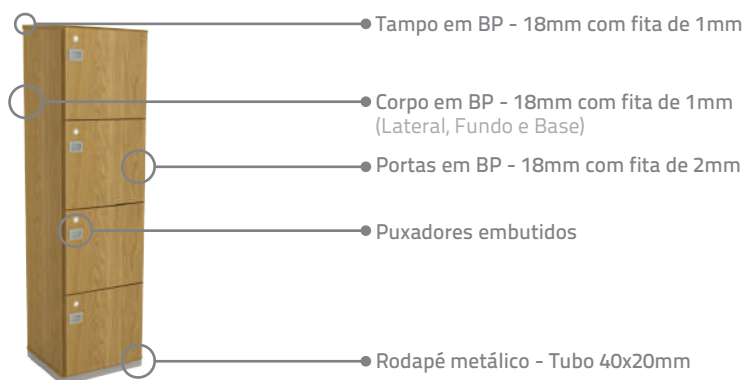 Tampo em BP - 18mm com fita de 1mm
Corpo em BP - 18mm com fita de 1mm
(Lateral, Fundo e Base)
Portas em BP - 18mm com fita de 2mm
Puxadores embutidos
Rodapé metálico - Tubo 40x20mm